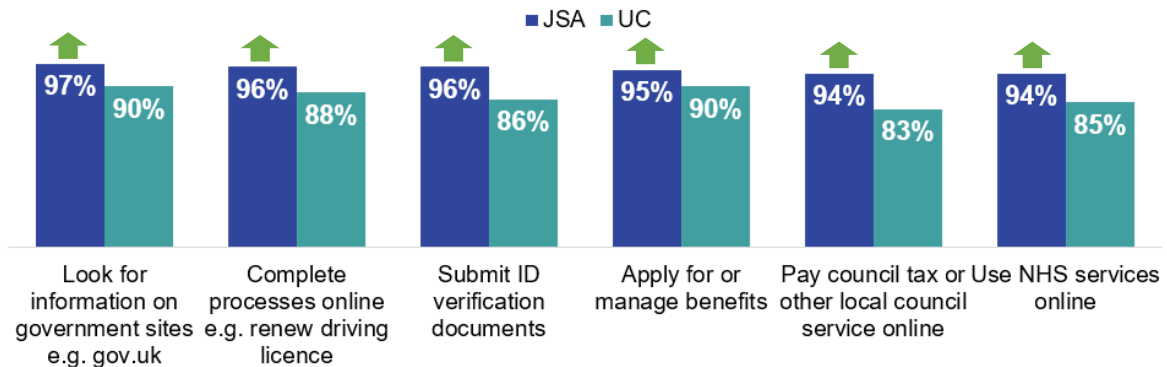 JSA UC
97% 90% 96% 88% 96% 86% 95% 90% 94% 83% 94% 85%
Look for
information on
government sites
e.g. gov.uk
Complete
processes online
e.g. renew driving
licence
Submit ID
verification
documents
Apply for or
manage benefits
Pay council tax or
other local council
service online
Use NHS services
online